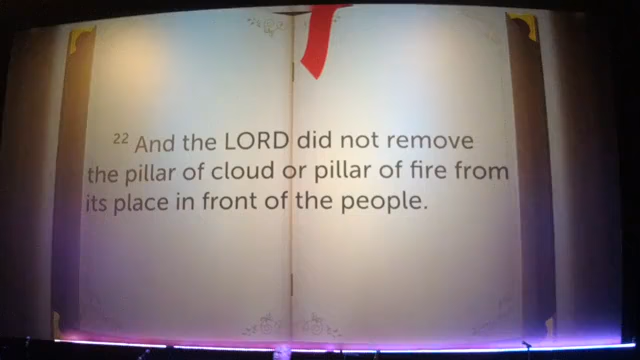 22 And the LORD did not remove
the pillar of cloud or pillar of fire from
its place in front of the people.